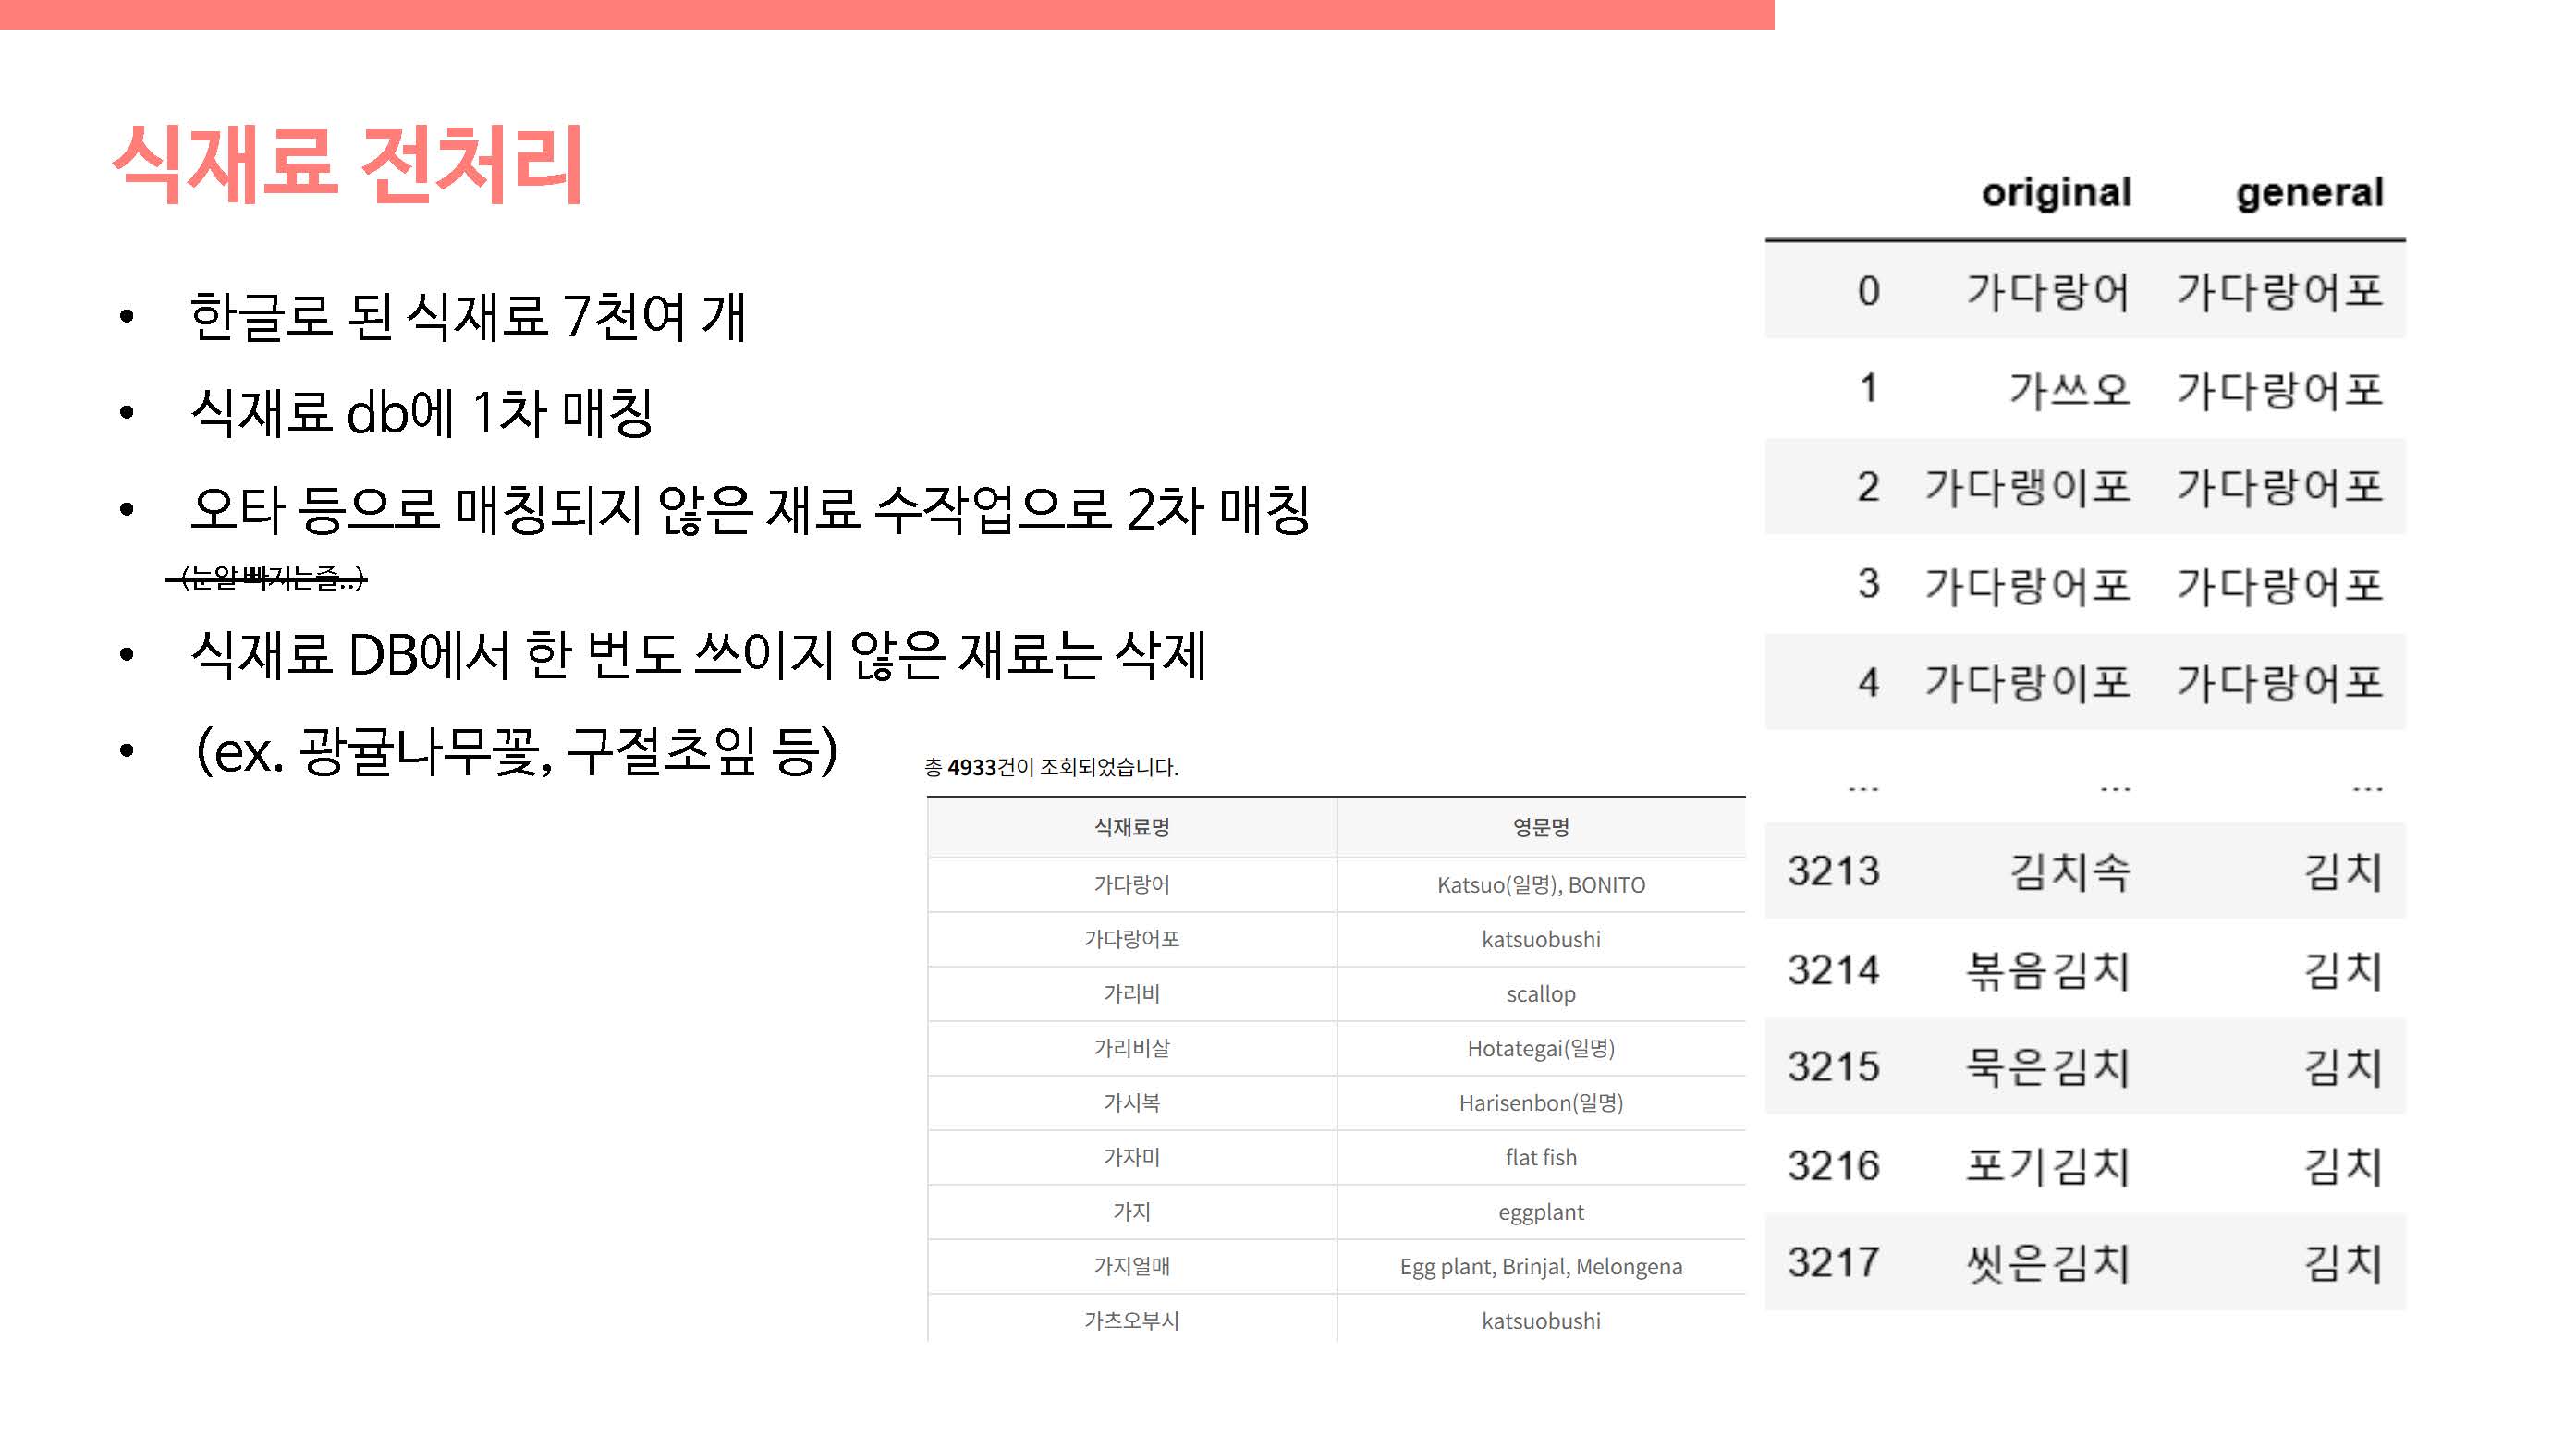 식재료 전처리
• 한글로 된 식재료 7천여 개
• 식재료 db에 1차 매칭
• 오타 등으로 매칭되지 않은 재료 수작업으로 2차 매칭
(눈알 빠지는줄..)
• 식재료 DB에서 한 번도 쓰이지 않은 재료는 삭제
• (ex. 광귤나무꽃, 구절초잎 등)
총 4933건이 조회되었습니다.
식재료명 영문명
가다랑어 Katsuo(일명), BONITO
가다랑어포 katsuobushi
가리비 scallop
가리비살 Hotategai(일명)
가시복 Harisenbon(일명)
가자미 flat fish
가지 eggplant
가지열매 Egg plant, Brinjal, Melongena
가츠오부시 katsuobushi
original general
0 가다랑어 가다랑어포
1 가쓰오 가다랑어포
2 가다랭이포 가다랑어포
3 가다랑어포 가다랑어포
4 가다랑이포 가다랑어포
... ... ...
3213 김치속 김치
3214 볶음김치 김치
3215 묵은김치 김치
3216 포기김치 김치
3217 씻은김치 김치